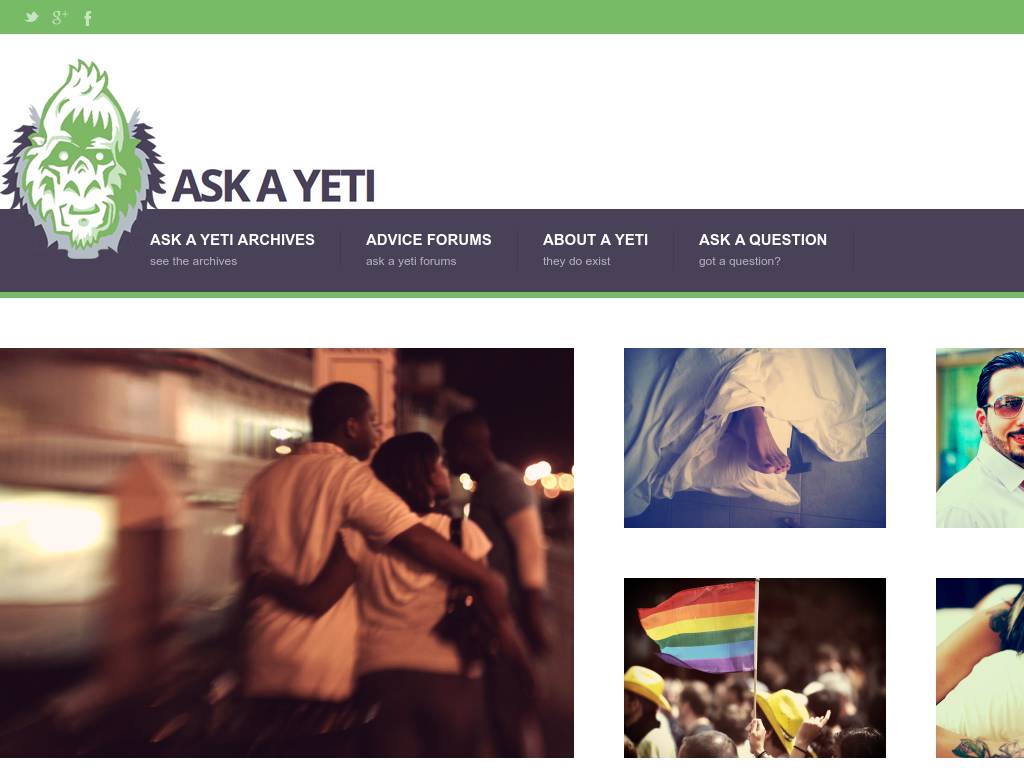 g+
ASK A YETI
ASK A YETI ARCHIVES
see the archives
ADVICE FORUMS
ask a yeti forums
ABOUT A YETI
they do exist
ASK A QUESTION
got a question?